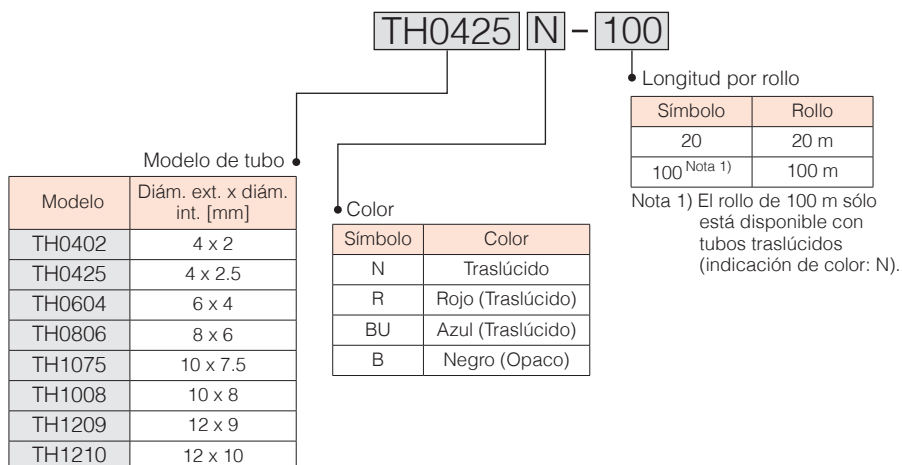 TH0425 N - 100
Longitud por rollo
Símbolo Rollo
20 20 m
100 Nota 1) 100 m
Nota 1) El rollo de 100 m sólo
está disponible con
tubos traslúcidos
(indicación de color: N).
Modelo de tubo
Modelo Diám. ext. x diám.
int. [mm]
TH0402 4 x 2
TH0425 4 x 2.5
TH0604 6 x 4
TH0806 8 x 6
TH1075 10 x 7.5
TH1008 10 x 8
TH1209 12 x 9
TH1210 12 x 10
Color
Símbolo Color
N Traslúcido
R Rojo (Traslúcido)
BU Azul (Traslúcido)
B Negro (Opaco)